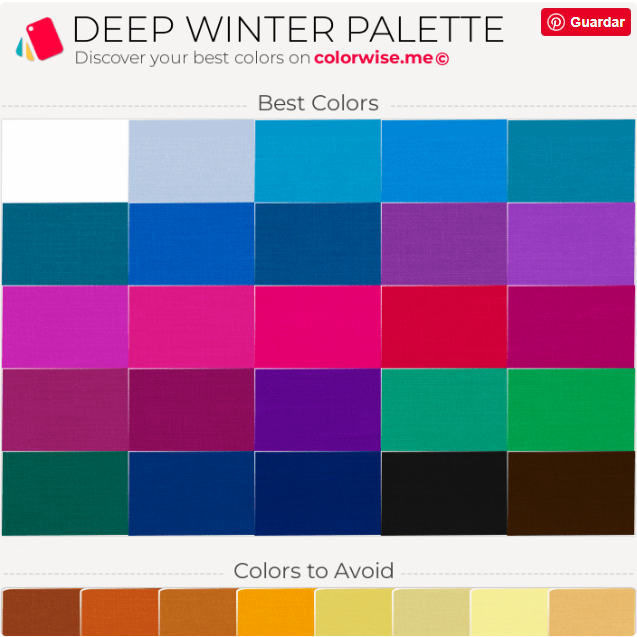 DEEP WINTER PALETTE
Guardar
Discover your best colors on colorwise.me©
Best Colors
Colors to Avoid